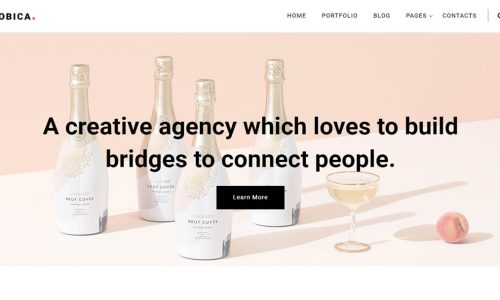 OBICA.
HOME PORTFOLIO BLOG PAGES CONTACTS
A creative agency which loves to build
bridges to connect people.
Learn More
BRUT CUVÉE
BRUT CUVÉE
BRUT CUVÉE